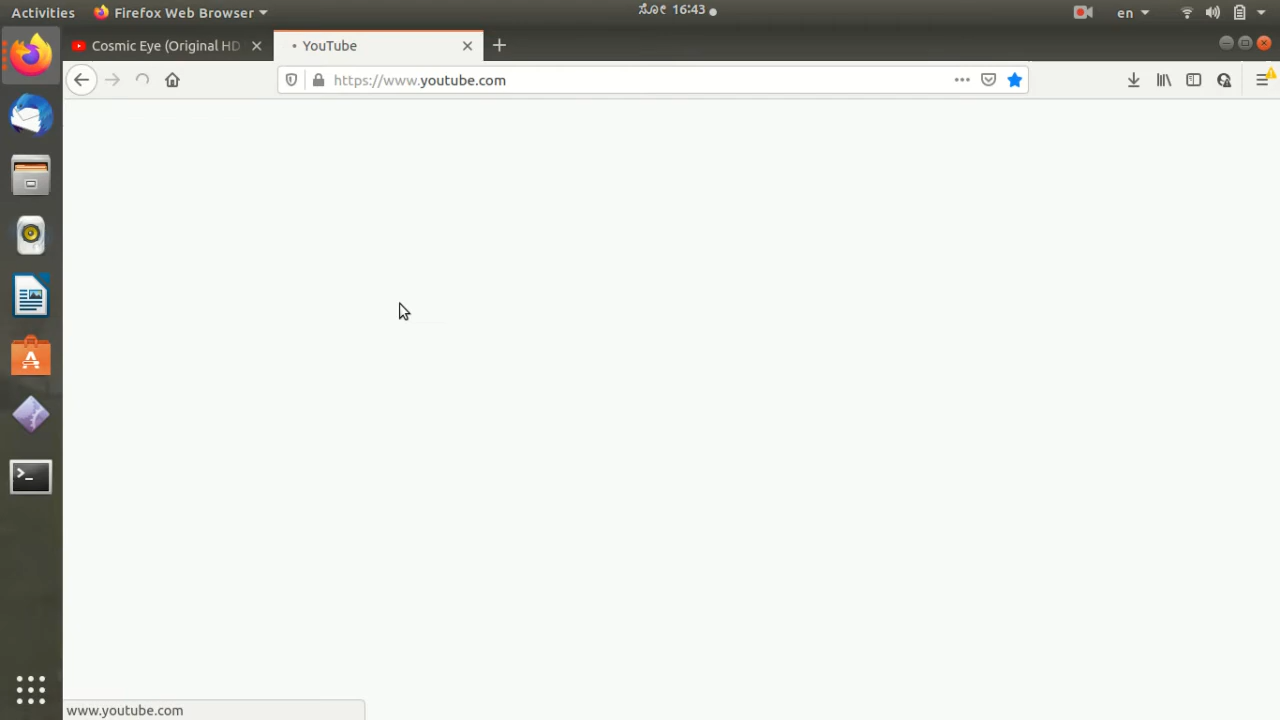 Activities
Firefox Web Browser
16:43
en
Cosmic Eye (Original HD
YouTube
https://www.youtube.com
www.youtube.com